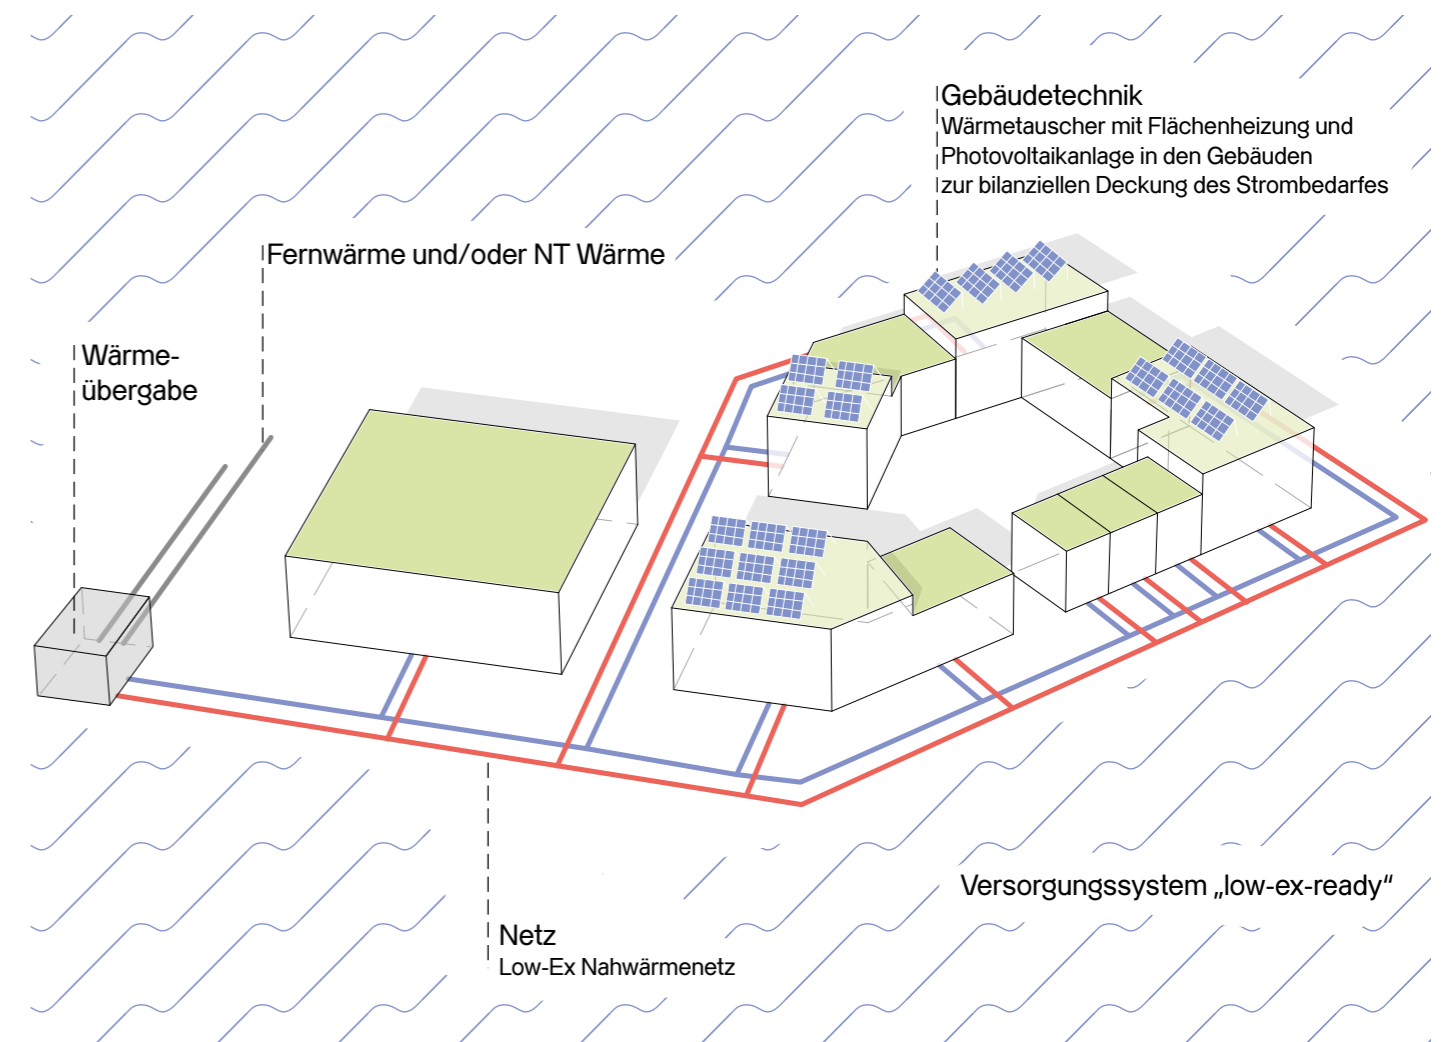 Gebäudetechnik
Wärmetauscher mit Flächenheizung und
Photovoltaikanlage in den Gebäuden
zur bilanziellen Deckung des Strombedarfes
Fernwärme und/oder NT Wärme
Wärme-
übergabe
Versorgungssystem „low-ex-ready“
Netz
Low-Ex Nahwärmenetz